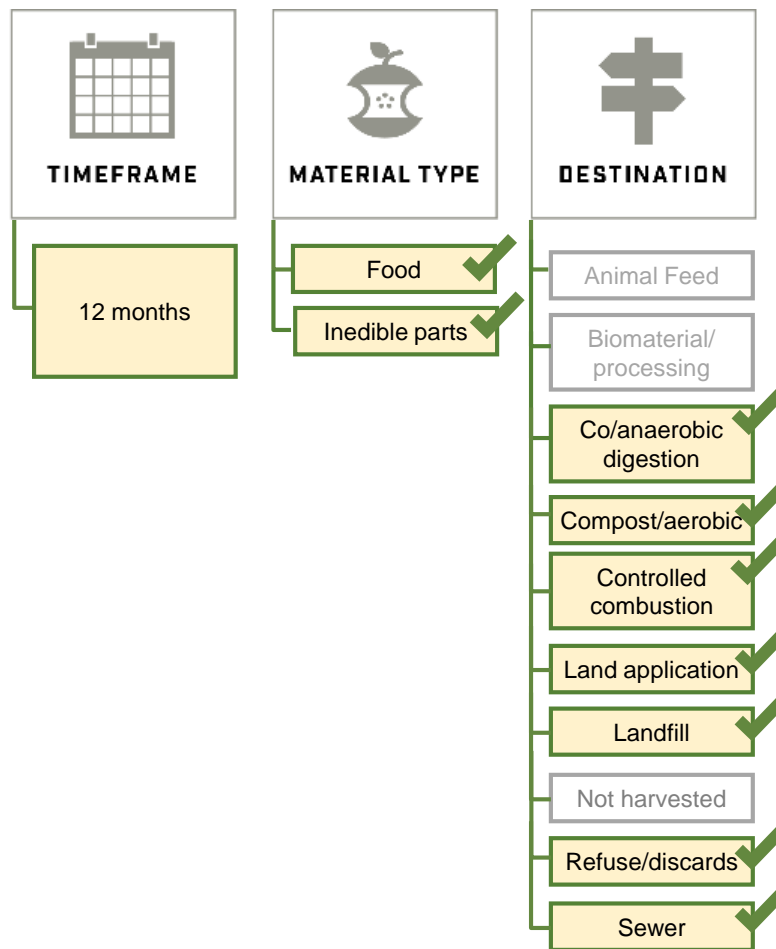 TIMEFRAME
12 months
MATERIAL TYPE
Food
Inedible parts
DESTINATION
Animal Feed
Biomaterial/
processing
Co/anaerobic
digestion
Compost/aerobic
Controlled
combustion
Land application
Landfill
Not harvested
Refuse/discards
Sewer